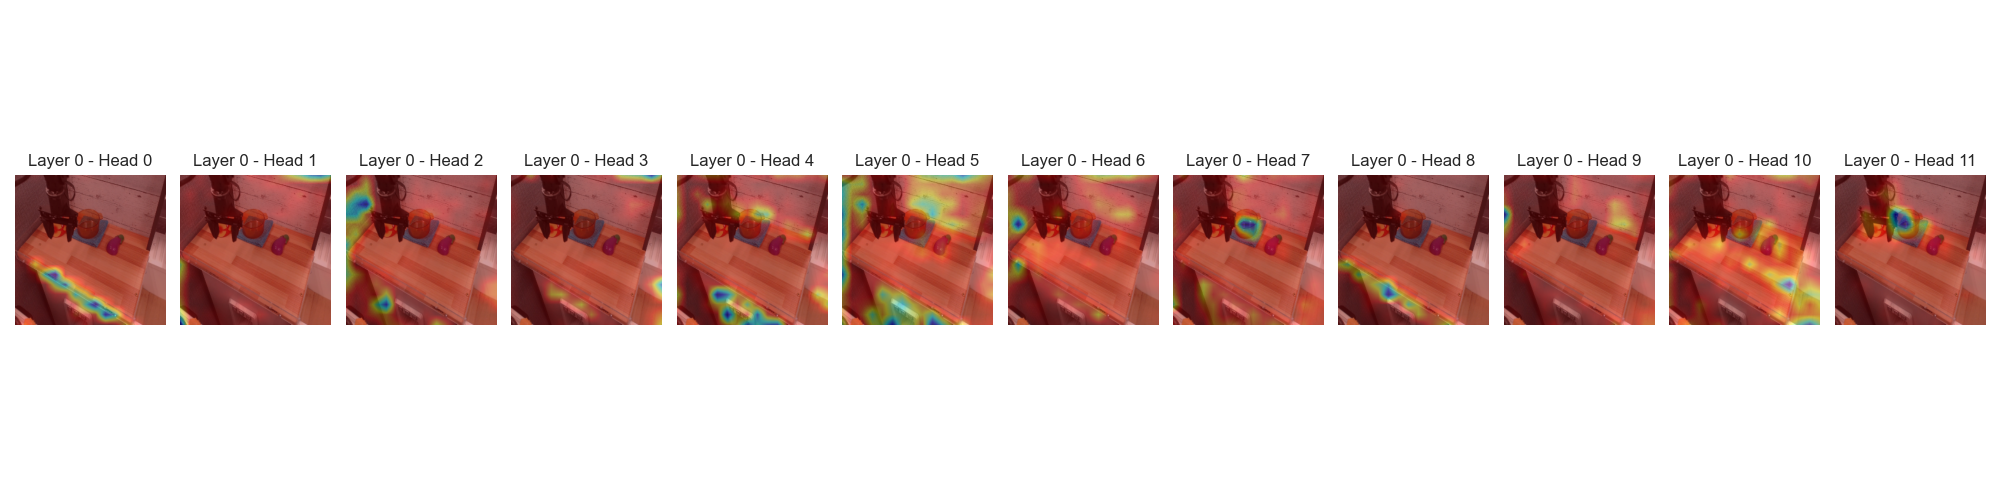 Layer 0 - Head 0
Layer 0 - Head 1
Layer 0 - Head 2
Layer 0 - Head 3
Layer 0 - Head 4
Layer 0 - Head 5
Layer 0 - Head 6
Layer 0 - Head 7
Layer 0 - Head 8
Layer 0 - Head 9
Layer 0 - Head 10
Layer 0 - Head 11